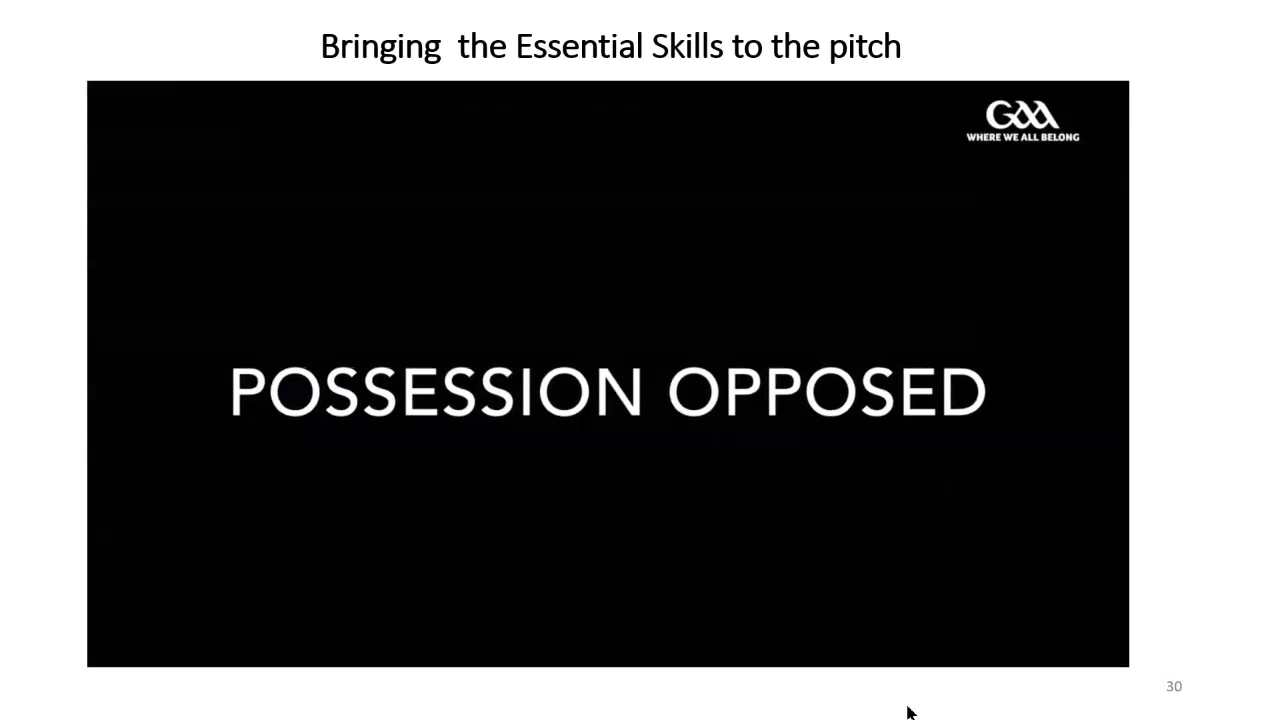 Bringing  the Essential Skills to the pitch
GAA
WHERE WE ALL BELONG
POSSESSION OPPOSED
30